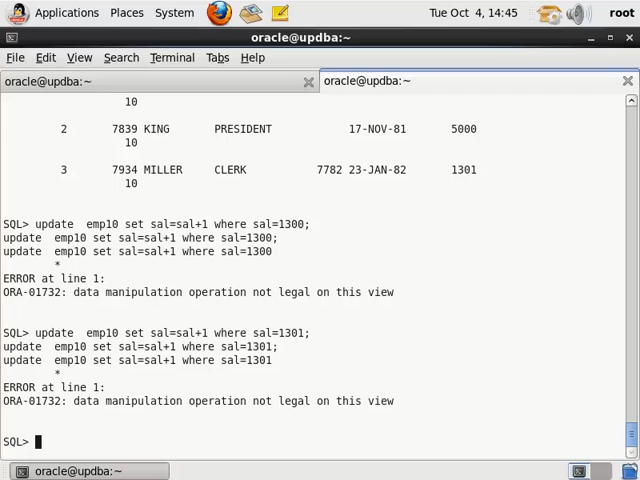 Applications Places System Tue Oct 4, 14:45 root
oracle@updba:~
File Edit View Search Terminal Tabs Help
oracle@updba:~ oracle@updba:~
10
2 7839 KING PRESIDENT 17-NOV-81 5000
10
3 7934 MILLER CLERK 7782 23-JAN-82 1301
10
SQL> update emp10 set sal=sal+1 where sal=1300;
update emp10 set sal=sal+1 where sal=1300;
update emp10 set sal=sal+1 where sal=1300
*
ERROR at line 1:
ORA-01732: data manipulation operation not legal on this view
SQL> update emp10 set sal=sal+1 where sal=1301;
update emp10 set sal=sal+1 where sal=1301;
update emp10 set sal=sal+1 where sal=1301
*
ERROR at line 1:
ORA-01732: data manipulation operation not legal on this view
SQL>
oracle@updba:~